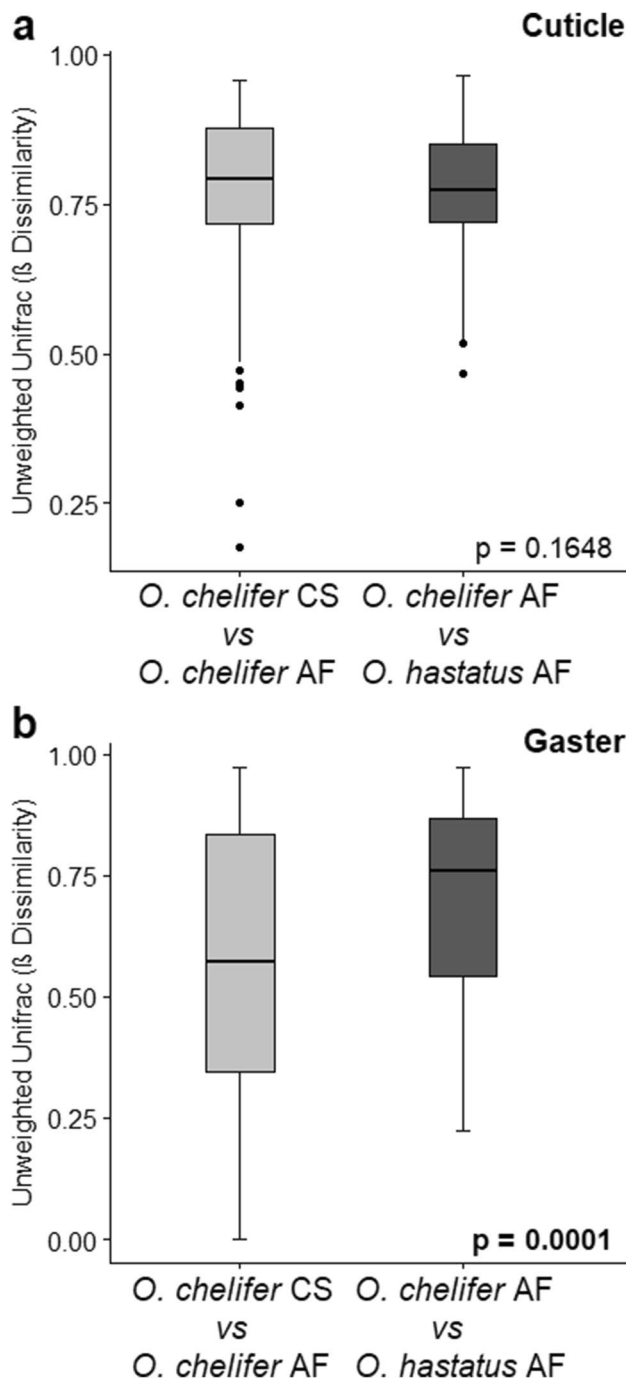 a
Cuticle
Unweighted Unifrac (ß Dissimilarity)
1.00
0.75
0.50
0.25
p = 0.1648
O. chelifer CS
vs
O. chelifer AF
O. chelifer AF
vs
O. hastatus AF
b
Gaster
Unweighted Unifrac (ß Dissimilarity)
1.00
0.75
0.50
0.25
0.00
p = 0.0001
O. chelifer CS
vs
O. chelifer AF
O. chelifer AF
vs
O. hastatus AF